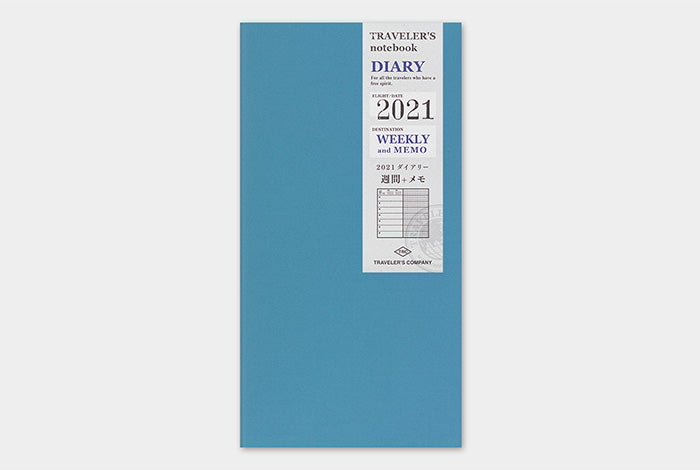 TRAVELER'S
notebook
DIARY
For all the travelers who have a
free spirit.
FLIGHT/DATE
2021
DESTINATION
WEEKLY
and MEMO
2021ダイアリー
週間+メモ
TRC
TRAVELER'S COMPANY